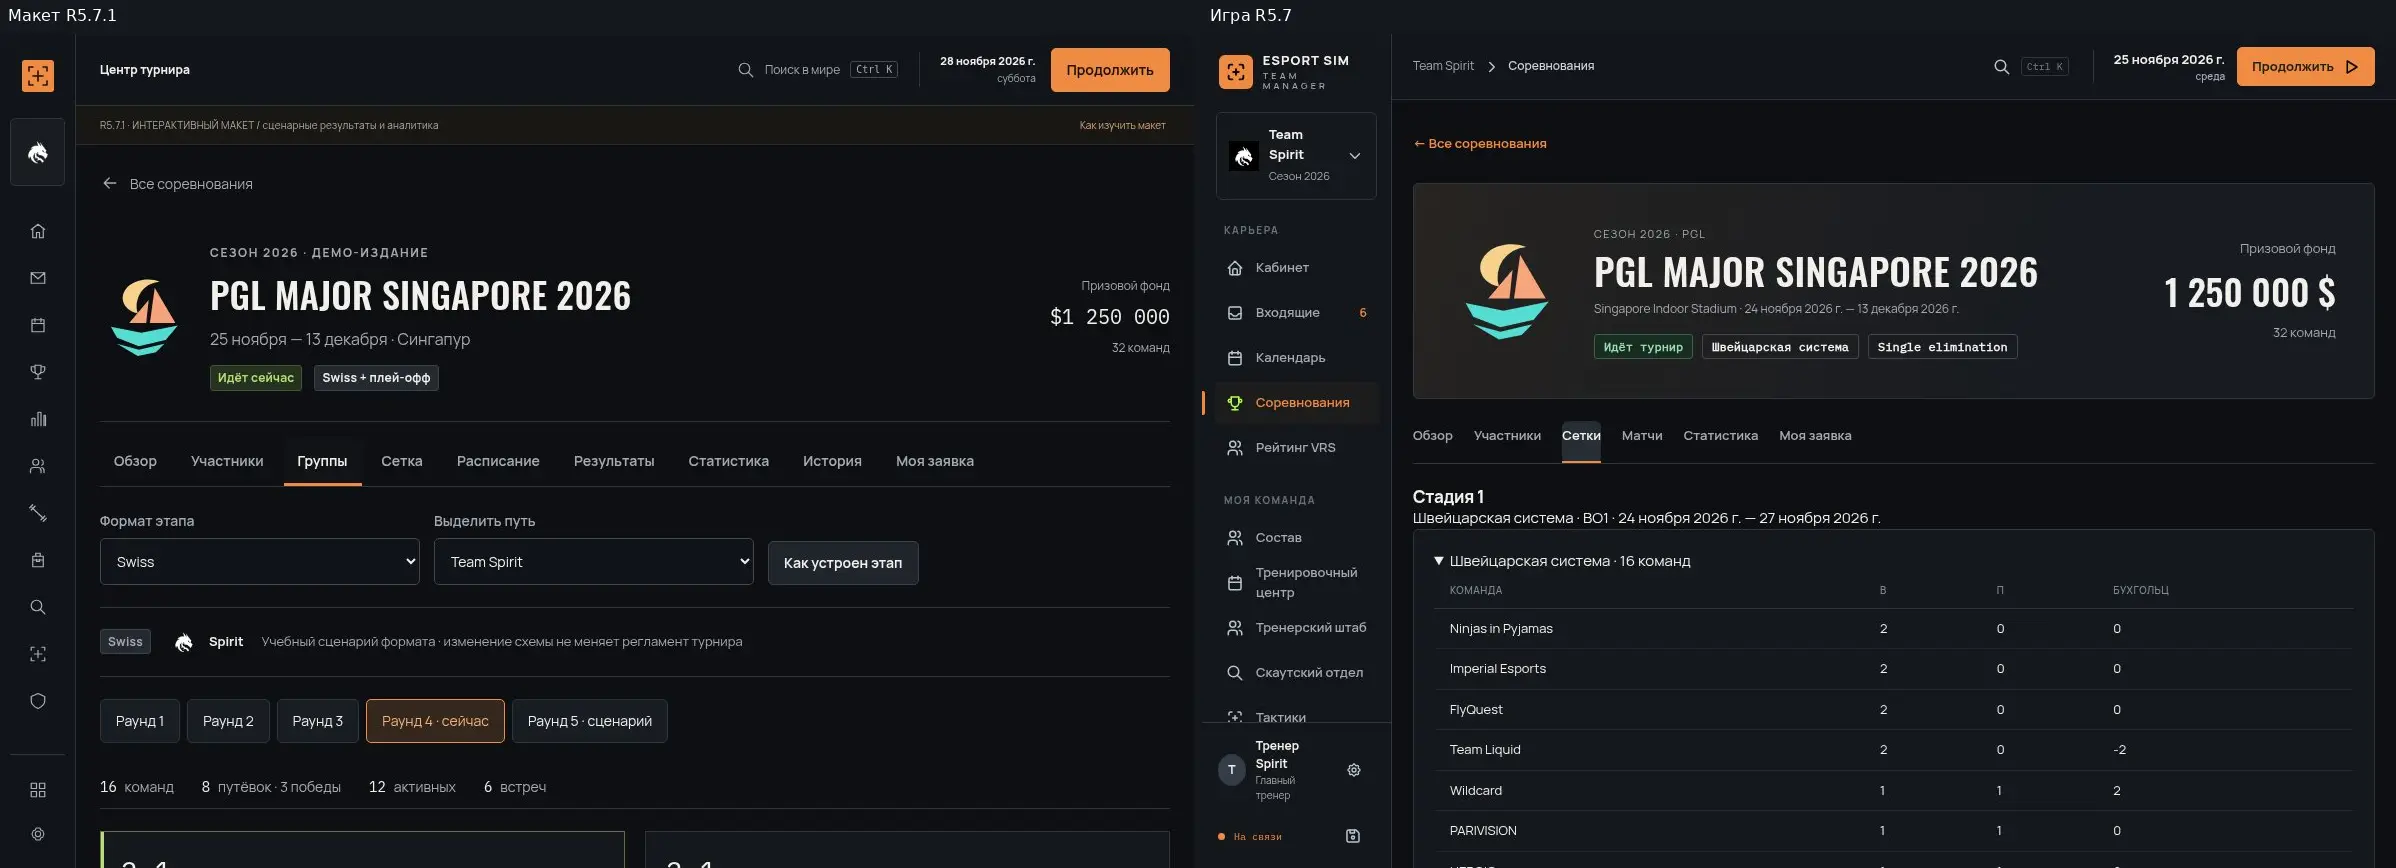 Макет R5.7.1
Центр турнира
Поиск в мире
Ctrl K
28 ноября 2026 г.
суббота
Продолжить
R5.7.1 · ИНТЕРАКТИВНЫЙ МАКЕТ / сценарные результаты и аналитика
Как изучить макет
← Все соревнования
СЕЗОН 2026 · ДЕМО-ИЗДАНИЕ
PGL MAJOR SINGAPORE 2026
25 ноября — 13 декабря · Сингапур
Идёт сейчас
Swiss + плей-офф
Призовой фонд
$1 250 000
32 команд
Обзор
Участники
Группы
Сетка
Расписание
Результаты
Статистика
История
Моя заявка
Формат этапа
Выделить путь
Swiss
Team Spirit
Как устроен этап
Swiss
Spirit
Учебный сценарий формата · изменение схемы не меняет регламент турнира
Раунд 1
Раунд 2
Раунд 3
Раунд 4 · сейчас
Раунд 5 · сценарий
16 команд
8 путёвок · 3 победы
12 активных
6 встреч
Игра R5.7
ESPORT SIM
TEAM
MANAGER
Team
Spirit
Сезон 2026
КАРЬЕРА
Кабинет
Входящие 6
Календарь
Соревнования
Рейтинг VRS
МОЯ КОМАНДА
Состав
Тренировочный
центр
Тренерский штаб
Скаутский отдел
Тактики
T
Тренер
Spirit
Главный
тренер
На связи
Team Spirit
Соревнования
Ctrl K
25 ноября 2026 г.
среда
Продолжить
← Все соревнования
СЕЗОН 2026 · PGL
PGL MAJOR SINGAPORE 2026
Singapore Indoor Stadium · 24 ноября 2026 г. — 13 декабря 2026 г.
Идёт турнир
Швейцарская система
Single elimination
Призовой фонд
1 250 000 $
32 команд
Обзор
Участники
Сетки
Матчи
Статистика
Моя заявка
Стадия 1
Швейцарская система · BO1 · 24 ноября 2026 г. — 27 ноября 2026 г.
▼ Швейцарская система · 16 команд
КОМАНДА В П БУХГОЛЬЦ
Ninjas in Pyjamas 2 0 0
Imperial Esports 2 0 0
FlyQuest 2 0 0
Team Liquid 2 0 -2
Wildcard 1 1 2
PARIVISION 1 1 0